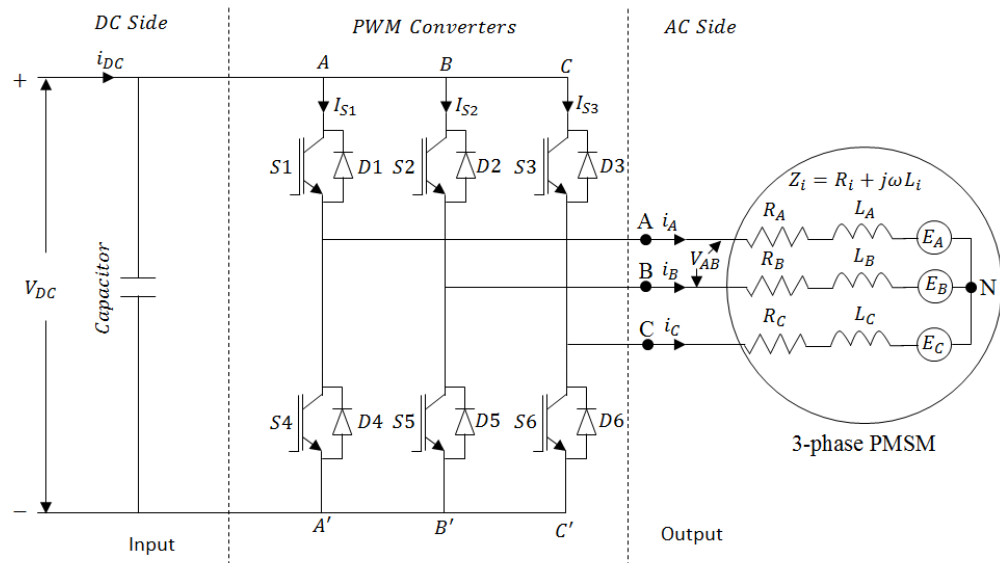 DC Side
PWM Converters
AC Side
+
i_DC
A
B
C
I_S1
I_S2
I_S3
S1
D1
S2
D2
S3
D3
Z_i = R_i + jωL_i
A
i_A
R_A
L_A
E_A
V_AB
B
i_B
R_B
L_B
E_B
N
V_DC
Capacitor
C
i_C
R_C
L_C
E_C
S4
D4
S5
D5
S6
D6
3-phase PMSM
−
A′
B′
C′
Input
Output